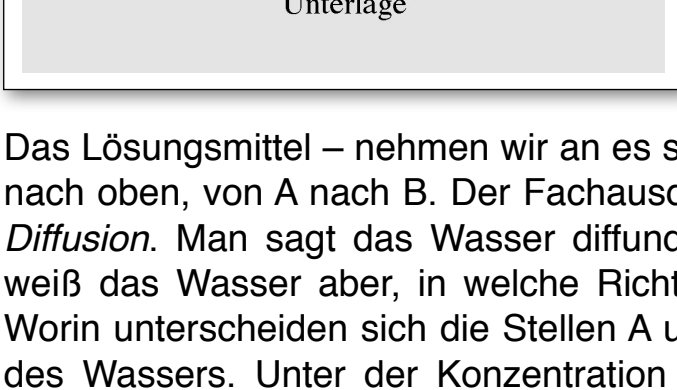 Unterlage
Das Lösungsmittel – nehmen wir an es s
nach oben, von A nach B. Der Fachausd
Diffusion. Man sagt das Wasser diffund
weiß das Wasser aber, in welche Richt
Worin unterscheiden sich die Stellen A u
des Wassers. Unter der Konzentration